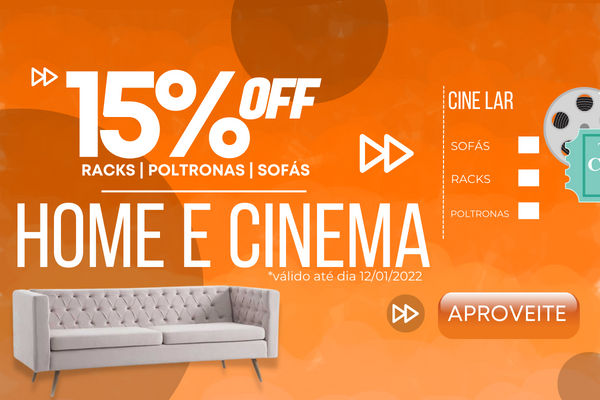 15% OFF
RACKS | POLTRONAS | SOFÁS
HOME E CINEMA
*válido até dia 12/01/2022
CINE LAR
SOFÁS
RACKS
POLTRONAS
APROVEITE